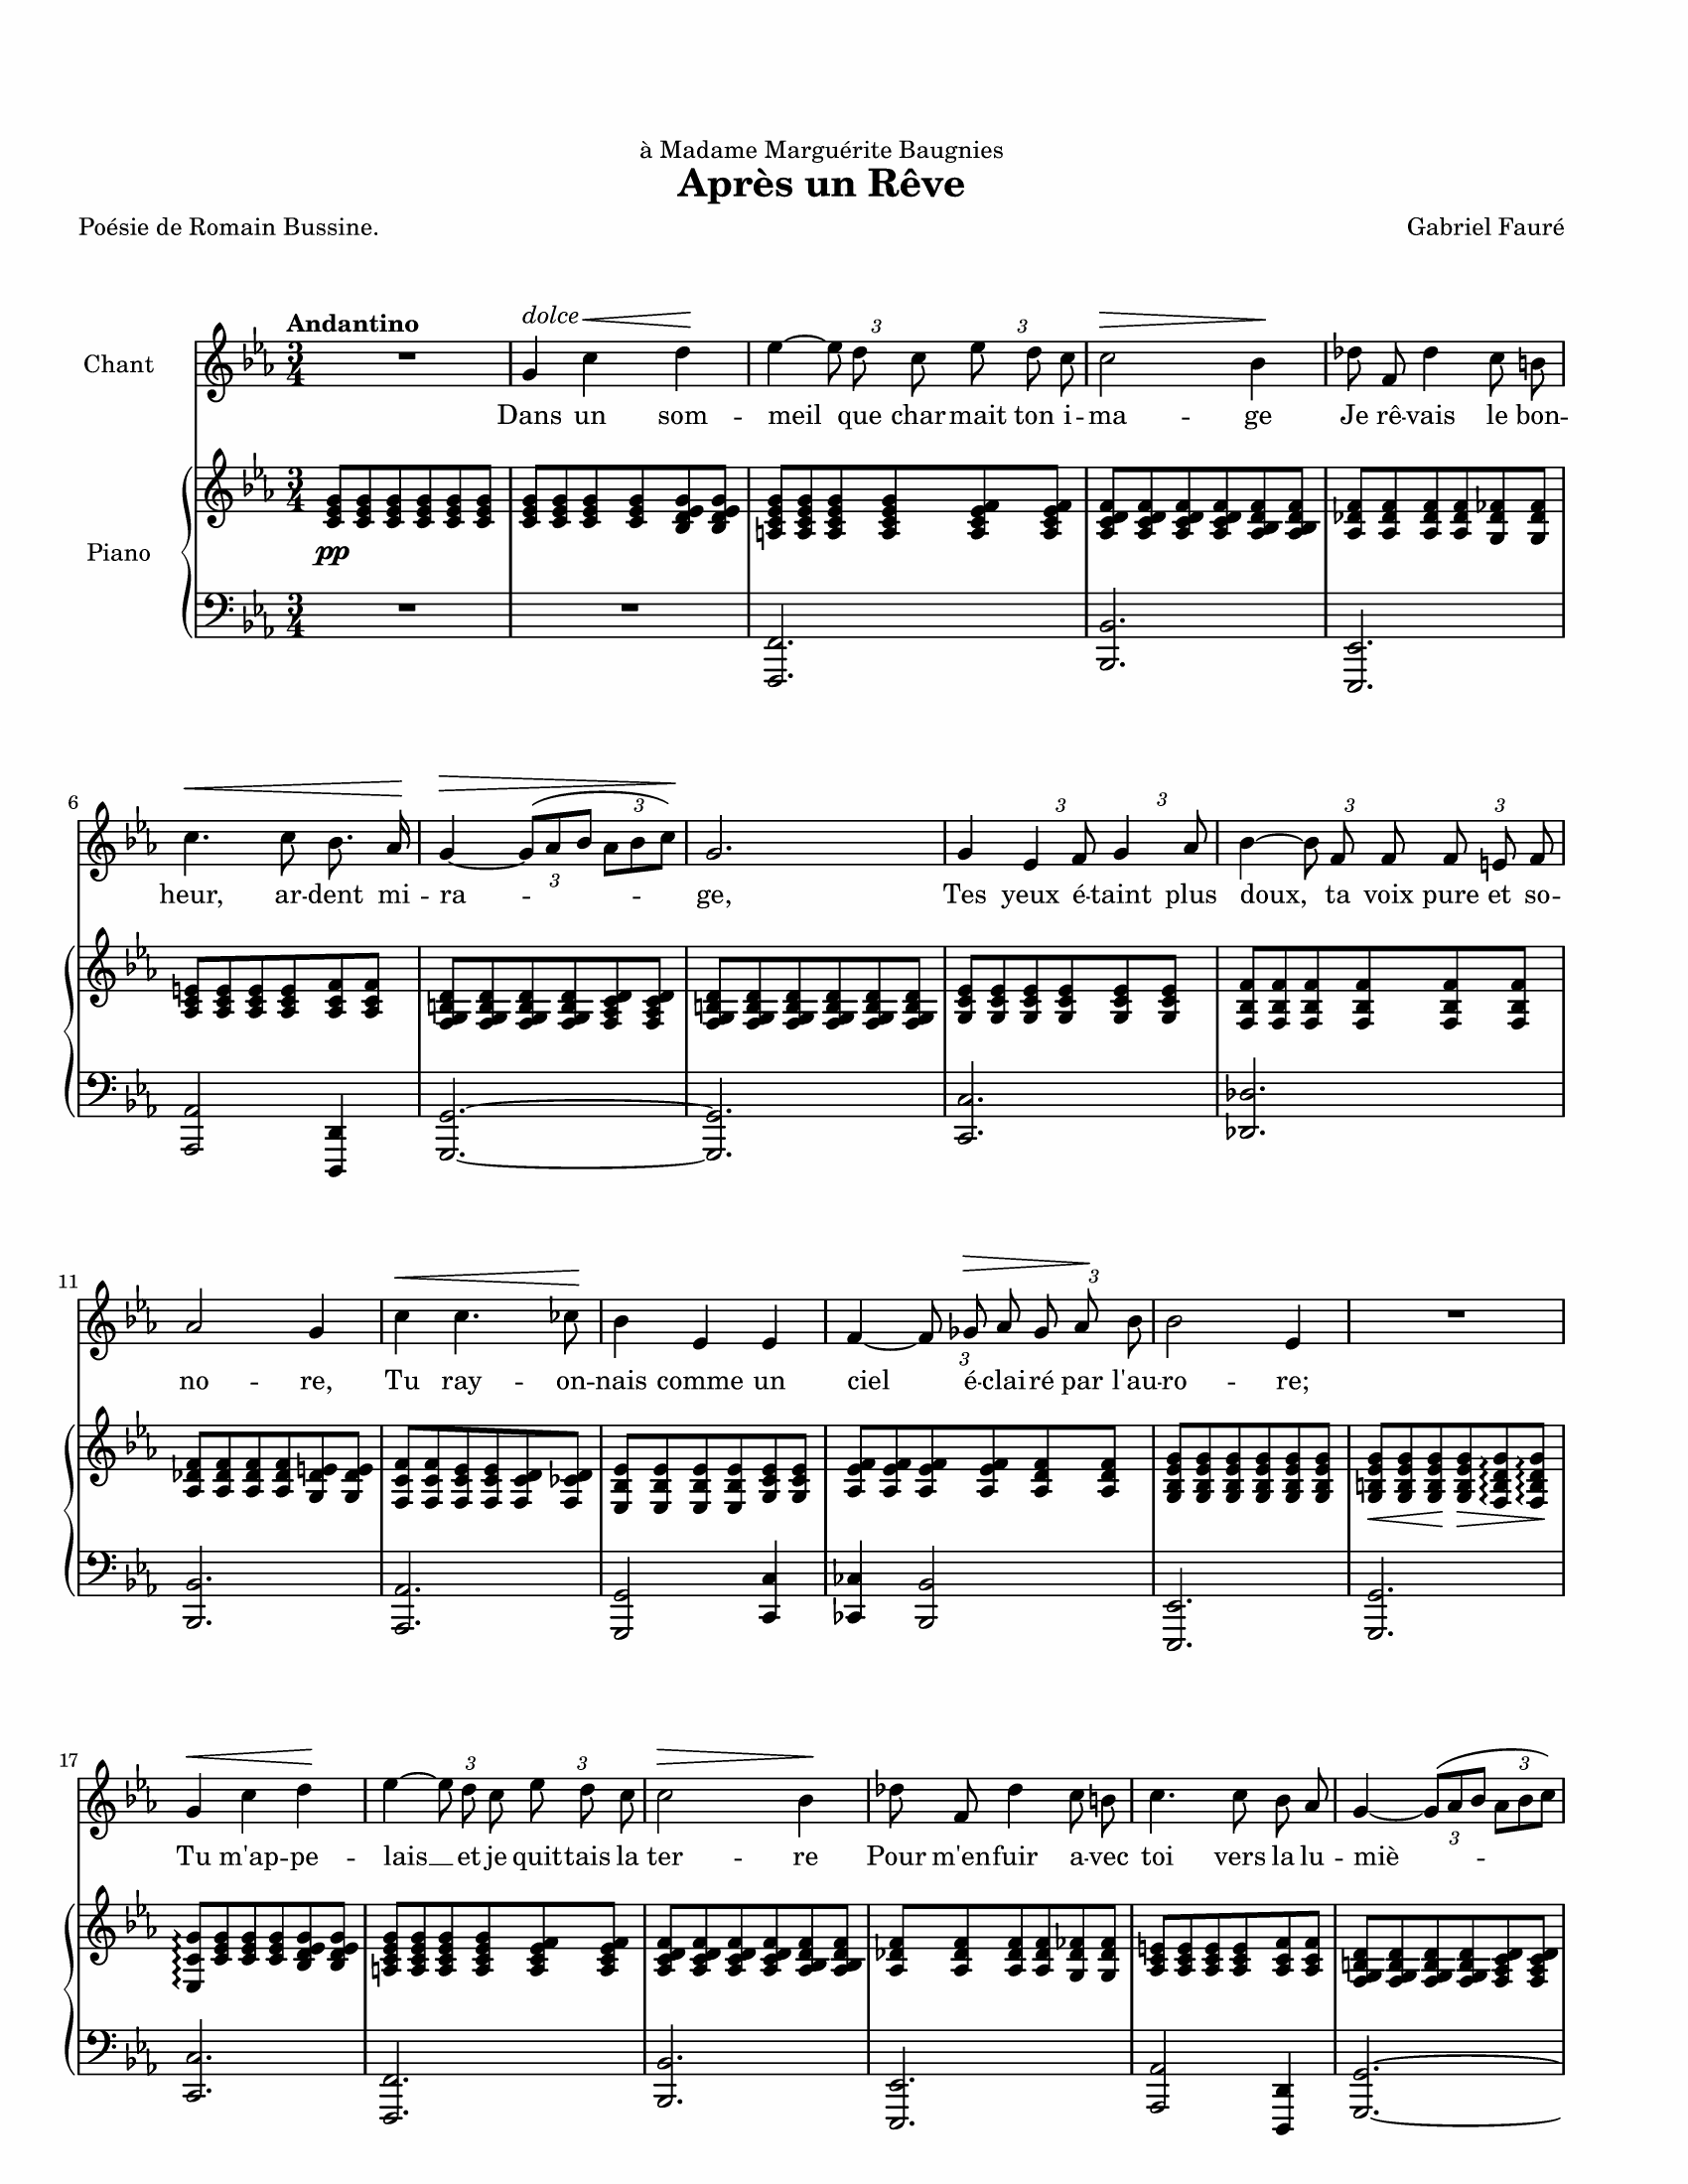 à Madame Marguérite Baugnies
Après un Rêve
Poésie de Romain Bussine.
Gabriel Fauré
Andantino
dolce
3 3
Chant
Dans un som -- meil que char -- mait ton i -- ma -- ge Je rê -- vais le bon --
Piano
pp
6
3 3
heur, ar -- dent mi -- ra -- ge, Tes yeux é -- taint plus doux, ta voix pure et so --
3 3 3 3
11
3 3
no -- re, Tu ray -- on -- nais comme un ciel é -- clai -- ré par l'au -- ro -- re;
17
3 3 3 3
Tu m'ap -- pe -- lais __ et je quit -- tais la ter -- re Pour m'en -- fuir a -- vec toi vers la lu -- miè --